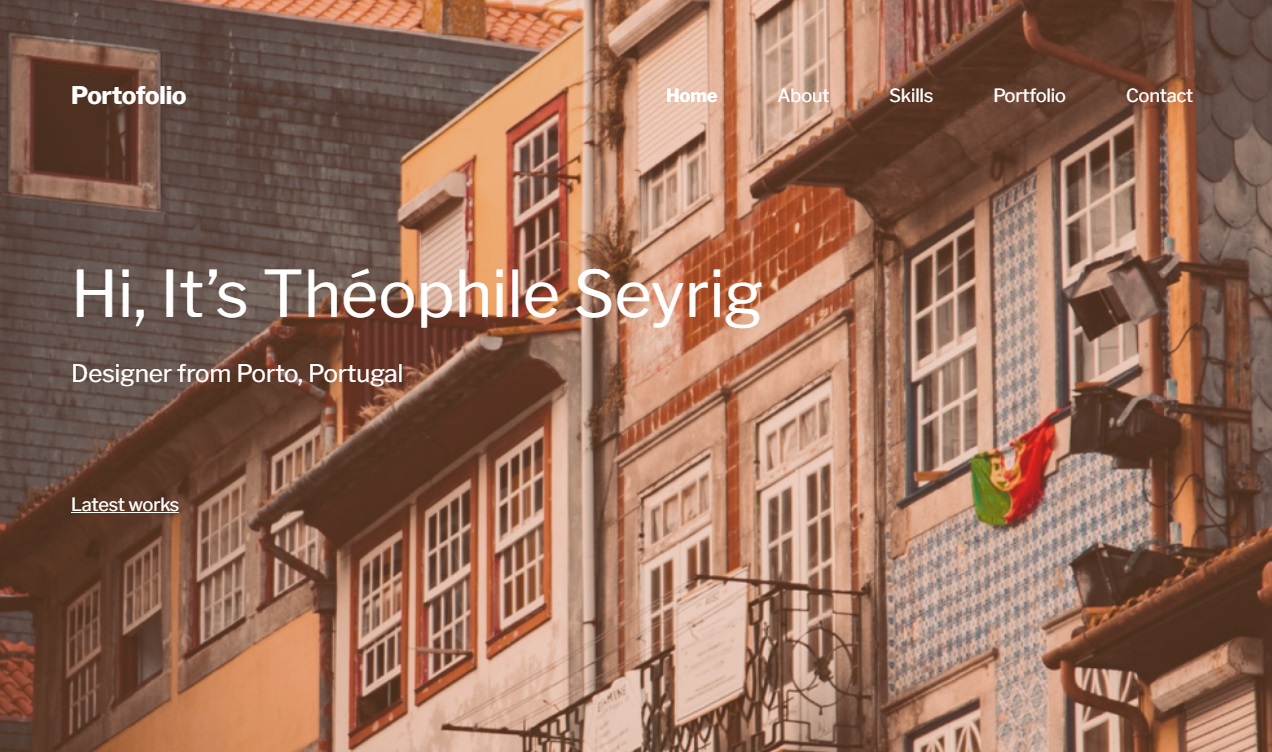 Portofolio
Home About Skills Portfolio Contact
Hi, It’s Théophile Seyrig
Designer from Porto, Portugal
Latest works